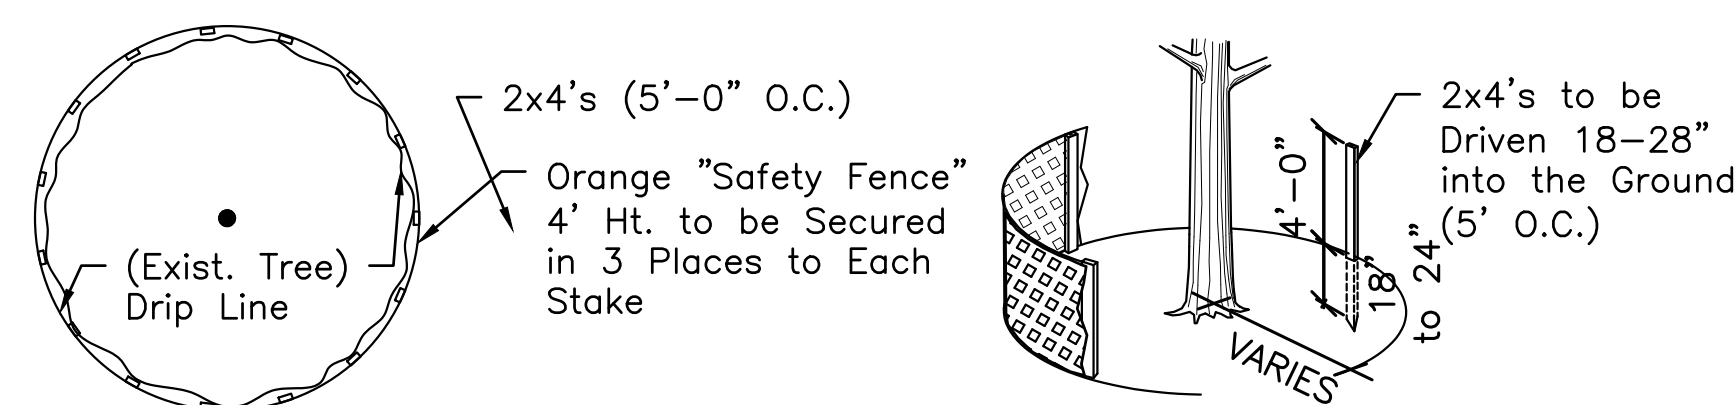 2x4's (5'-0" O.C.)
Orange "Safety Fence"
4' Ht. to be Secured
in 3 Places to Each
Stake
(Exist. Tree)
Drip Line
2x4's to be
Driven 18-28"
into the Ground
(5' O.C.)
4'-0"
18"
to 24"
VARIES